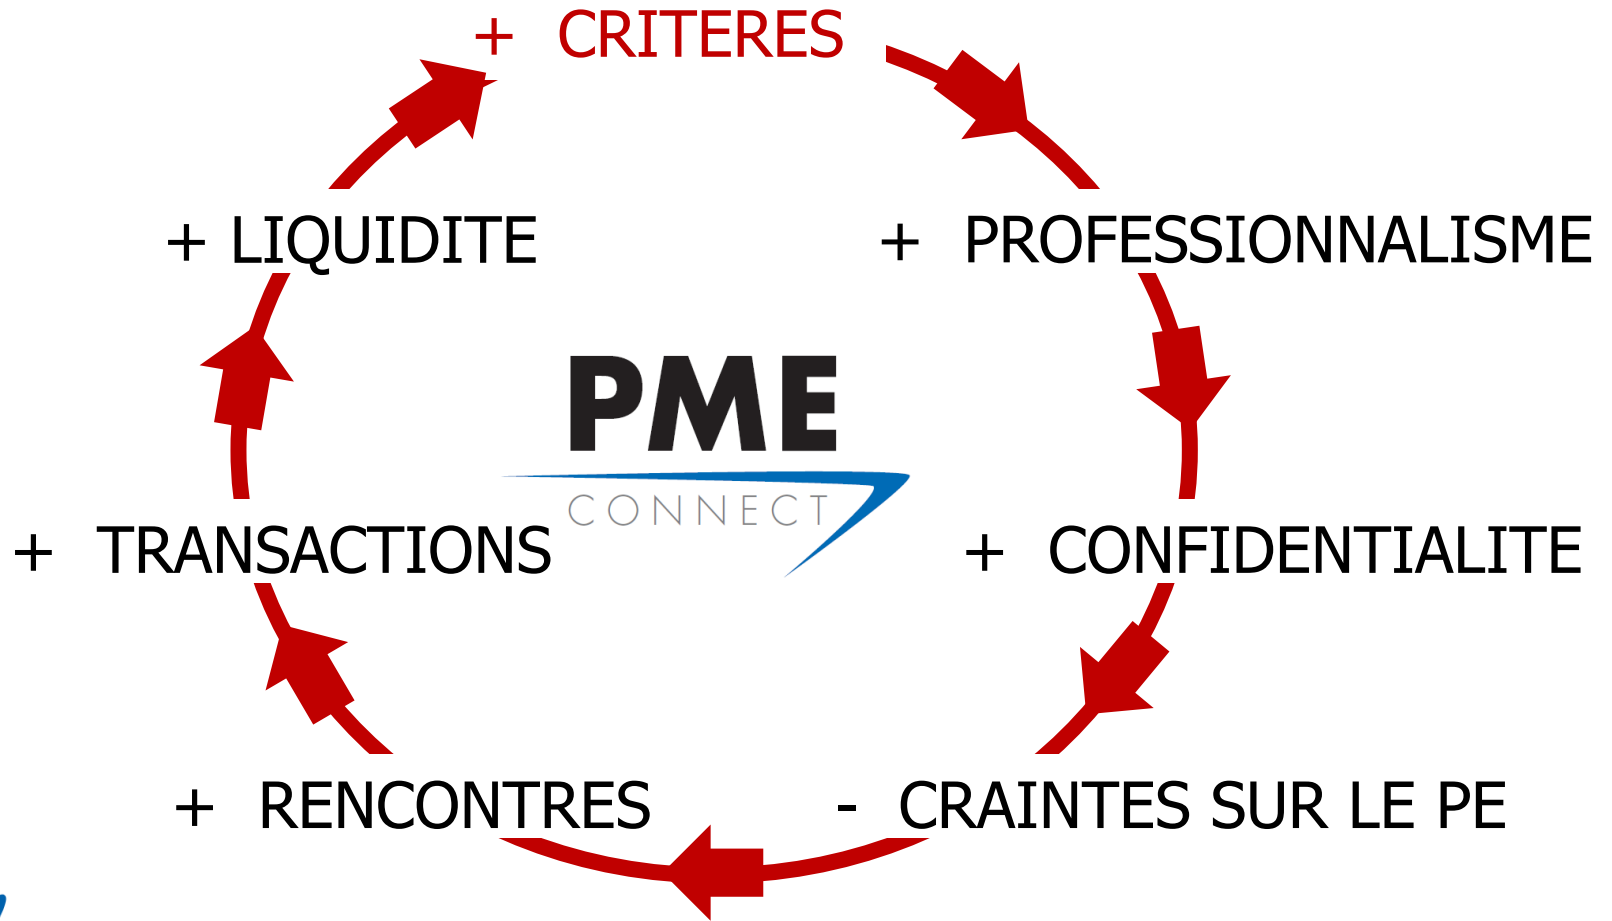 + CRITERES
+ LIQUIDITE
+ PROFESSIONNALISME
PME
CONNECT
+ TRANSACTIONS
+ CONFIDENTIALITE
+ RENCONTRES
- CRAINTES SUR LE PE